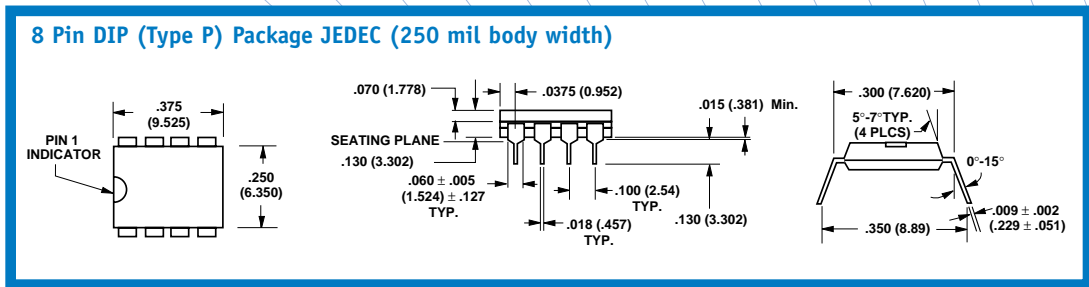 8 Pin DIP (Type P) Package JEDEC (250 mil body width)
.375
(9.525)
PIN 1
INDICATOR
.250
(6.350)
.070 (1.778)
.0375 (0.952)
.015 (.381) Min.
SEATING PLANE
.130 (3.302)
.060 ± .005
(1.524) ± .127
TYP.
.100 (2.54)
TYP.
.018 (.457)
TYP.
.130 (3.302)
.300 (7.620)
5°-7°TYP.
(4 PLCS)
0°-15°
.009 ± .002
(.229 ± .051)
.350 (8.89)